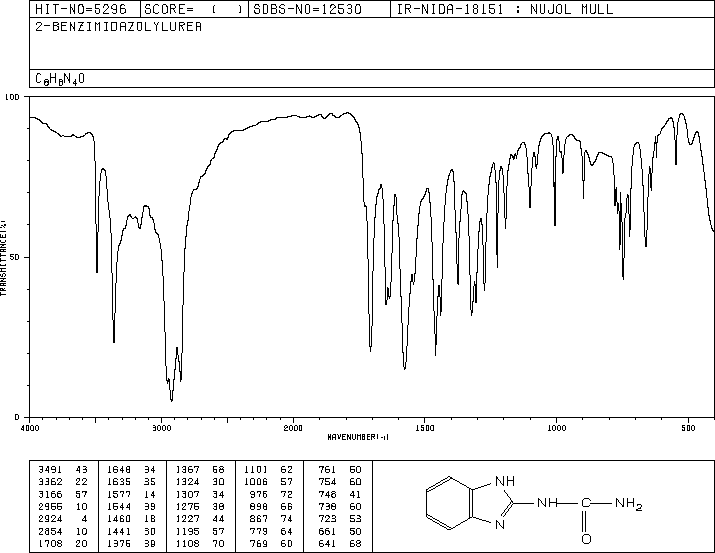 HIT-NO=5296 SCORE= ( ) SDBS-NO=12530 IR-NIDA-18151 : NUJOL MULL
2-BENZIMIDAZOLYLUREA
C8H8N4O
100
50
0
TRANSMITTANCE(%)
4000 3000 2000 1500 1000 500
WAVENUMBER(-1)
3491 43 1648 34 1367 68 1101 62 761 50
3362 22 1635 35 1324 30 1006 57 754 60
3166 57 1577 14 1307 34 976 72 748 41
2955 10 1544 39 1275 38 898 66 738 60
2924 4 1460 18 1227 44 867 74 723 53
2854 10 1441 30 1195 57 779 64 661 50
1708 20 1376 39 1108 70 769 60 641 68
NH
NH C NH2
N
O